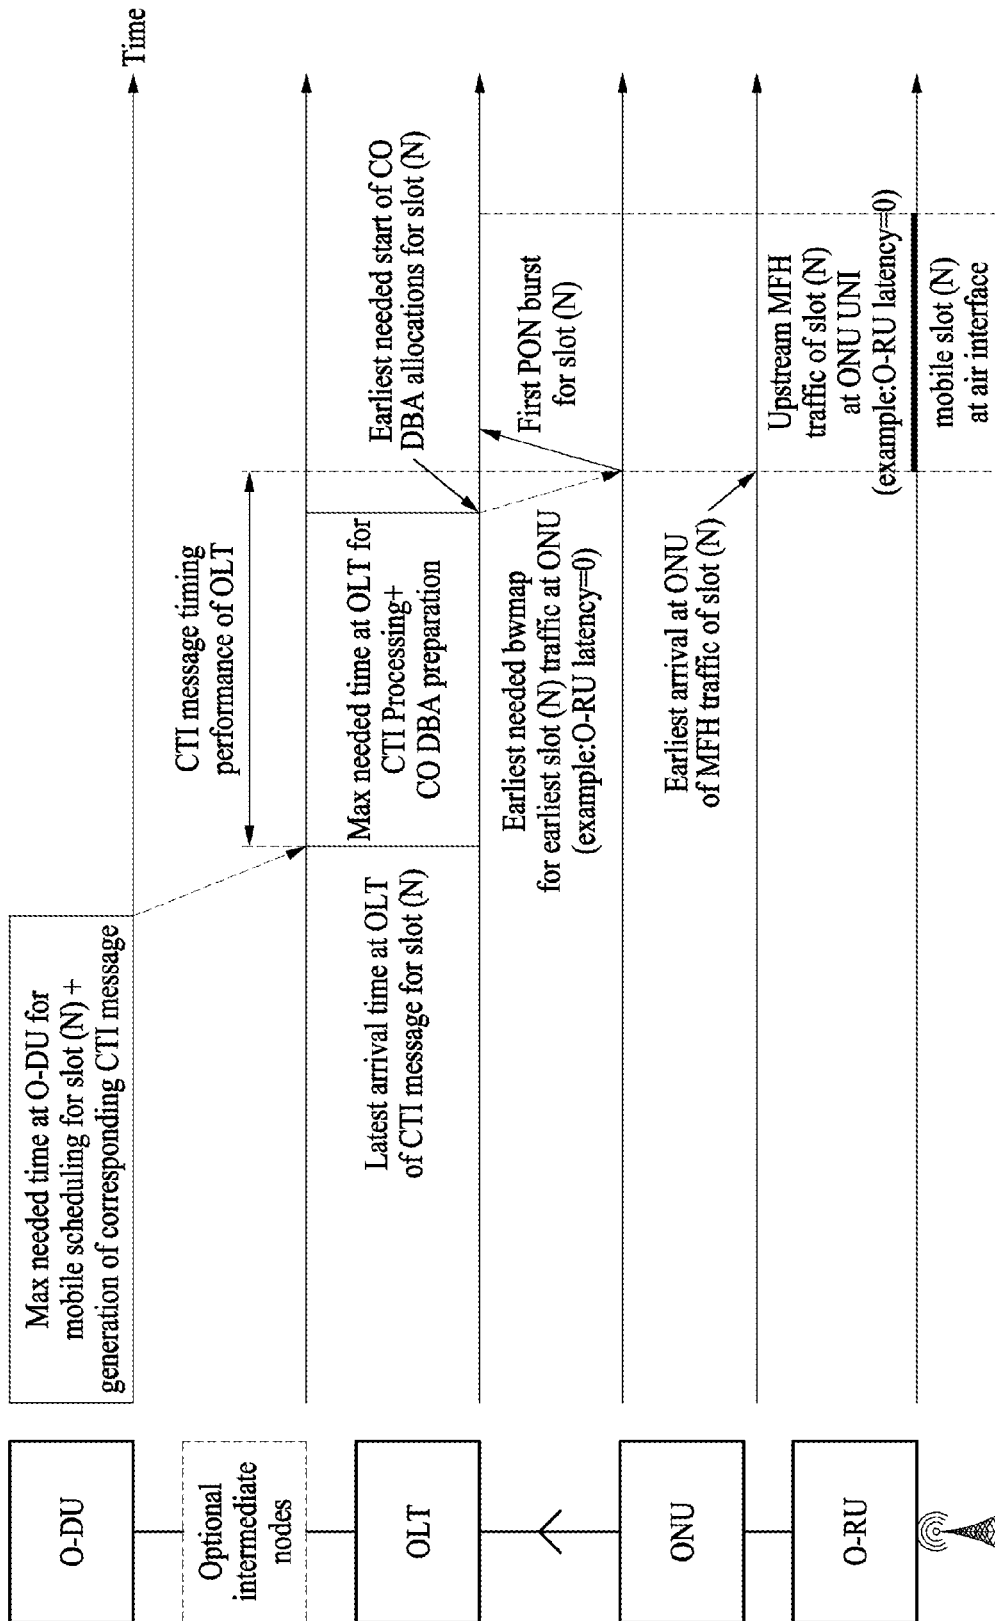 O-DU
Optional
intermediate
nodes
OLT
ONU
O-RU
Max needed time at O-DU for
mobile scheduling for slot (N) +
generation of corresponding CTI message
Time
CTI message timing
performance of OLT
Latest arrival time at OLT
of CTI message for slot (N)
Max needed time at OLT for
CTI Processing+
CO DBA preparation
Earliest needed start of CO
DBA allocations for slot (N)
Earliest needed bwmap
for earliest slot (N) traffic at ONU
(example:O-RU latency=0)
First PON burst
for slot (N)
Earliest arrival at ONU
of MFH traffic of slot (N)
Upstream MFH
traffic of slot (N)
at ONU UNI
(example:O-RU latency=0)
mobile slot (N)
at air interface